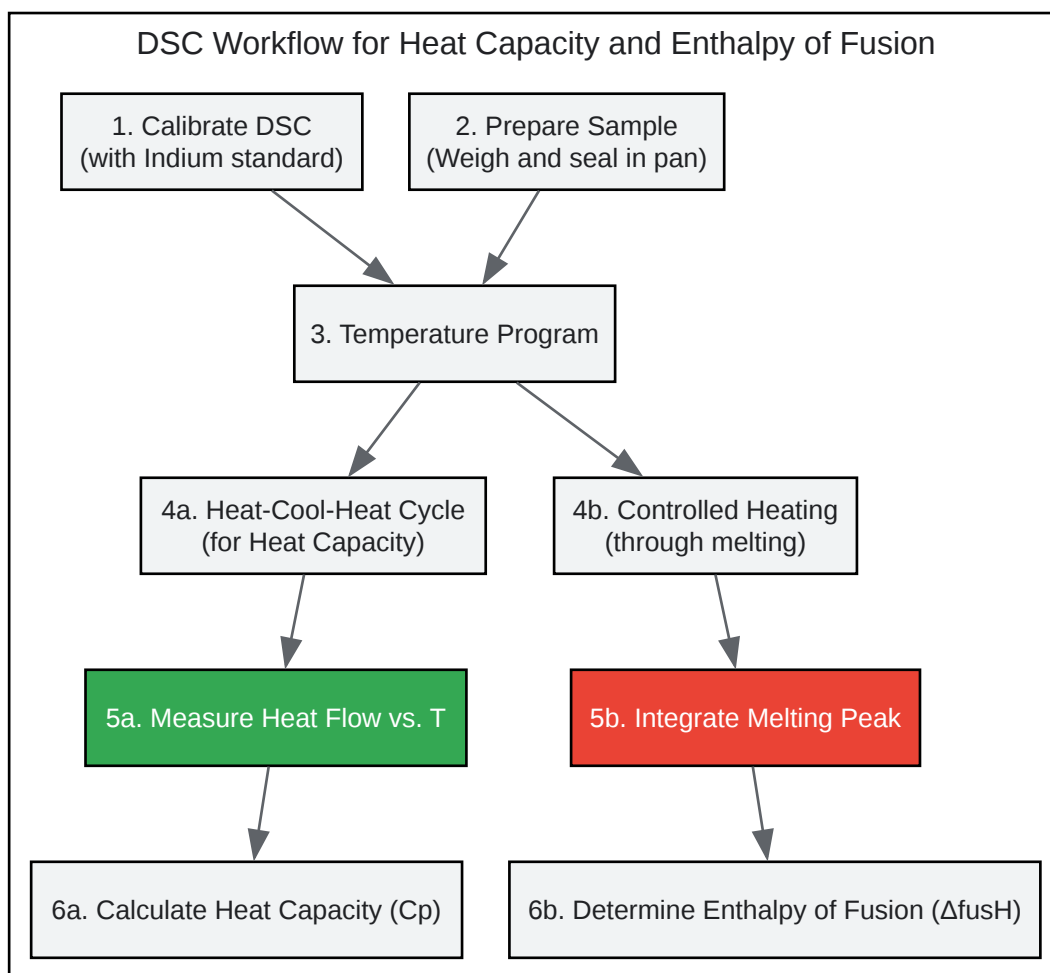 DSC Workflow for Heat Capacity and Enthalpy of Fusion
1. Calibrate DSC
(with Indium standard)
2. Prepare Sample
(Weigh and seal in pan)
3. Temperature Program
4a. Heat-Cool-Heat Cycle
(for Heat Capacity)
4b. Controlled Heating
(through melting)
5a. Measure Heat Flow vs. T
5b. Integrate Melting Peak
6a. Calculate Heat Capacity (Cp)
6b. Determine Enthalpy of Fusion (ΔfusH)